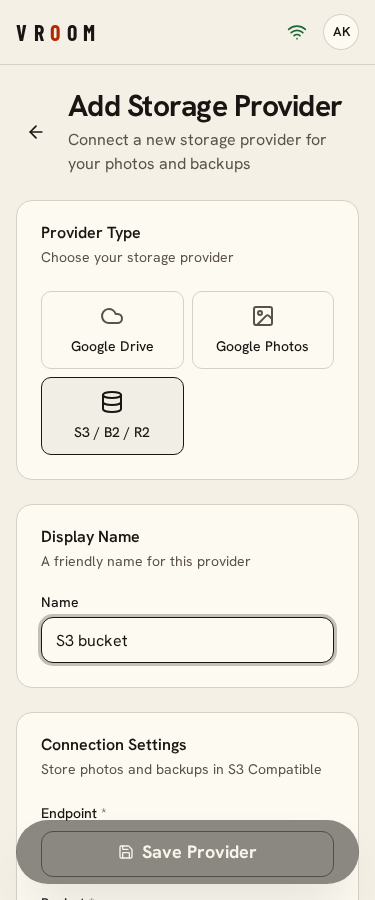 VROOM
AK
Add Storage Provider
Connect a new storage provider for
your photos and backups
Provider Type
Choose your storage provider
Google Drive
Google Photos
S3 / B2 / R2
Display Name
A friendly name for this provider
Name
S3 bucket
Connection Settings
Store photos and backups in S3 Compatible
Endpoint *
Save Provider